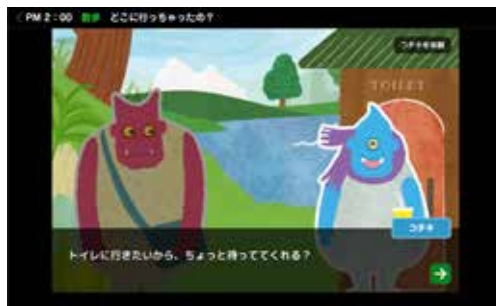 PM 2:00 散歩 どこに行っちゃったの？
コチキを体験
TOILET
コチキ
トイレに行きたいから、ちょっと待っててくれる？